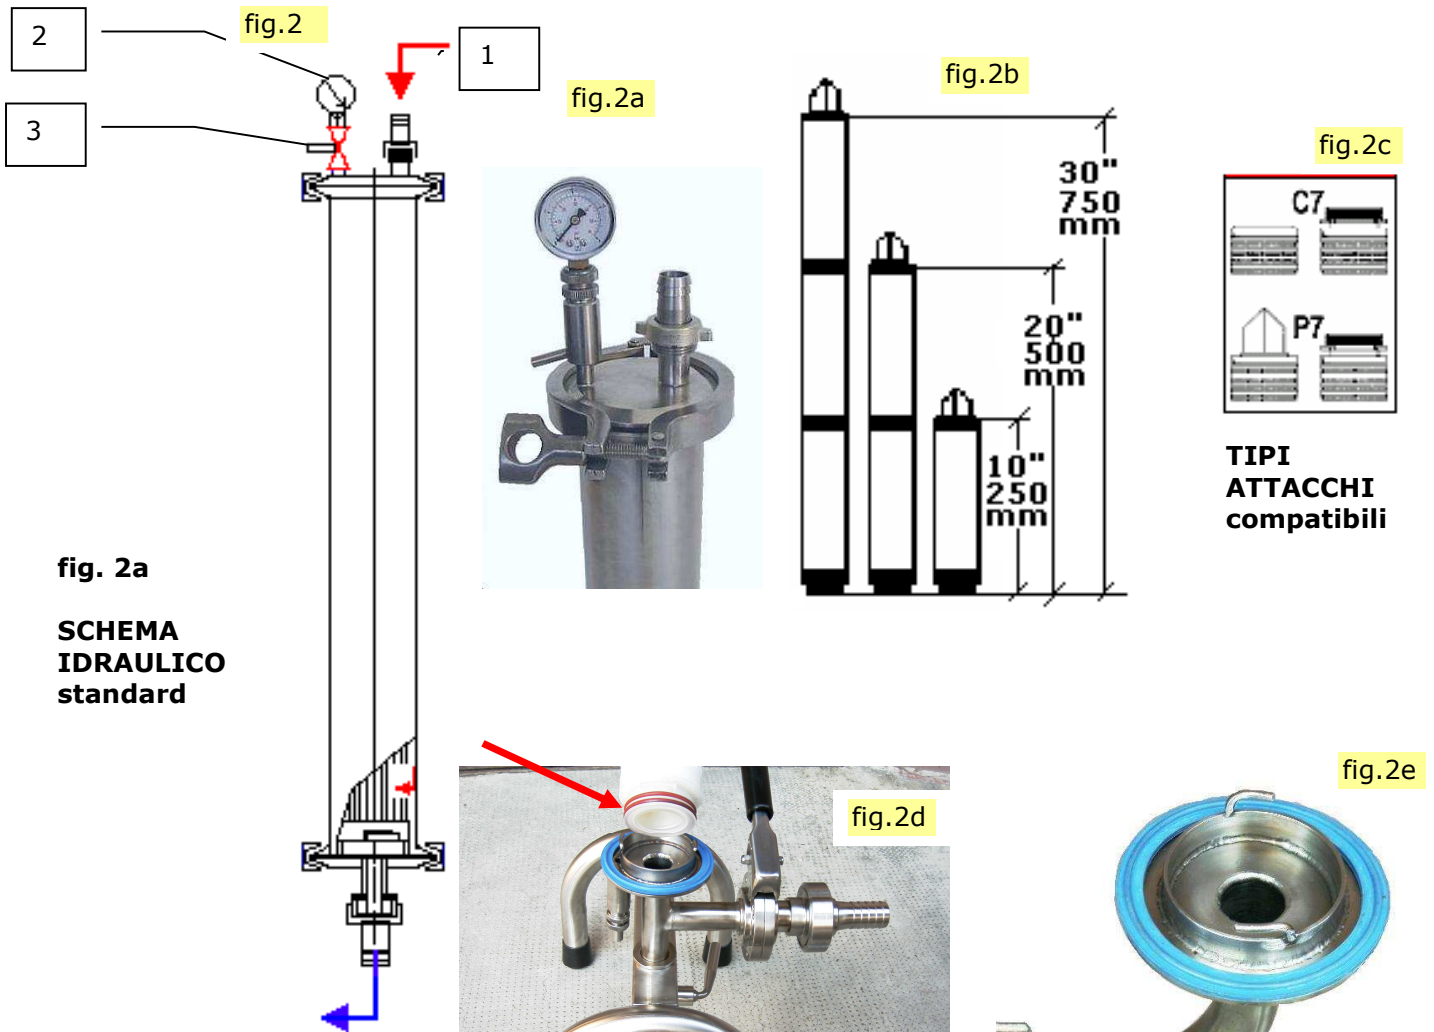 2
fig.2
1
3
fig.2a
fig.2b
fig.2c
30"
750
mm
20"
500
mm
10"
250
mm
C7
P7
TIPI
ATTACCHI
compatibili
fig. 2a
SCHEMA
IDRAULICO
standard
fig.2d
fig.2e